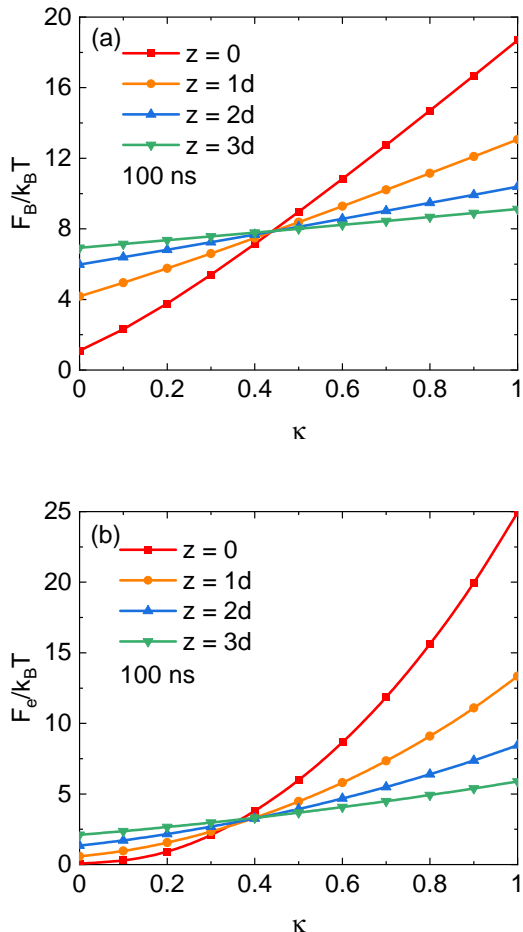 (a)
z = 0
z = 1d
z = 2d
z = 3d
100 ns
F_B/k_BT
20
16
12
8
4
0
0 0.2 0.4 0.6 0.8 1
κ
(b)
z = 0
z = 1d
z = 2d
z = 3d
100 ns
F_e/k_BT
25
20
15
10
5
0
0 0.2 0.4 0.6 0.8 1
κ